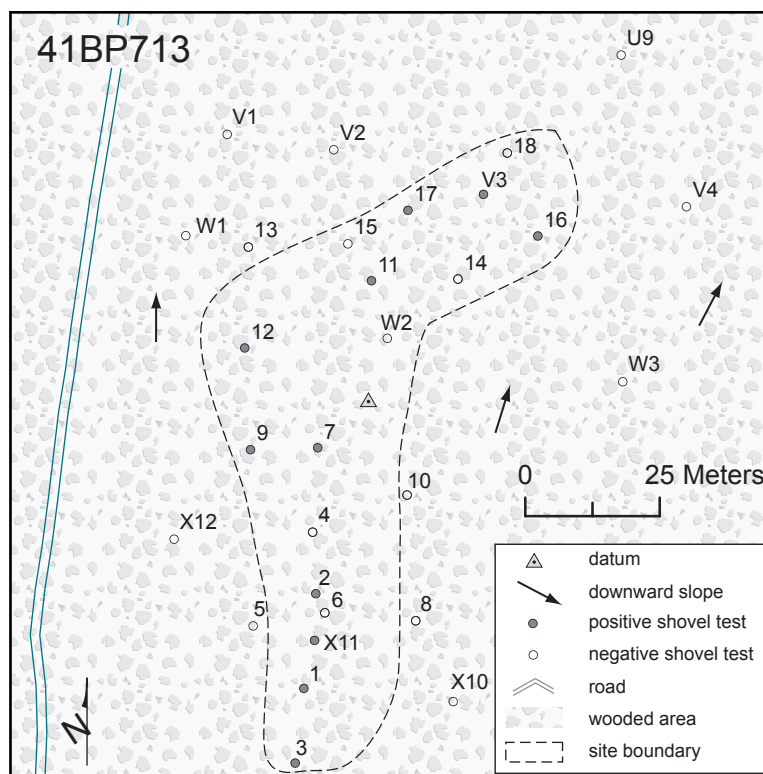 41BP713
U9
V1
V2
18
V3
V4
17
W1
13
15
16
11
14
W2
12
W3
9
7
0 25 Meters
10
X12
4
2
6
5
8
X11
1
X10
3
N
datum
downward slope
positive shovel test
negative shovel test
road
wooded area
site boundary